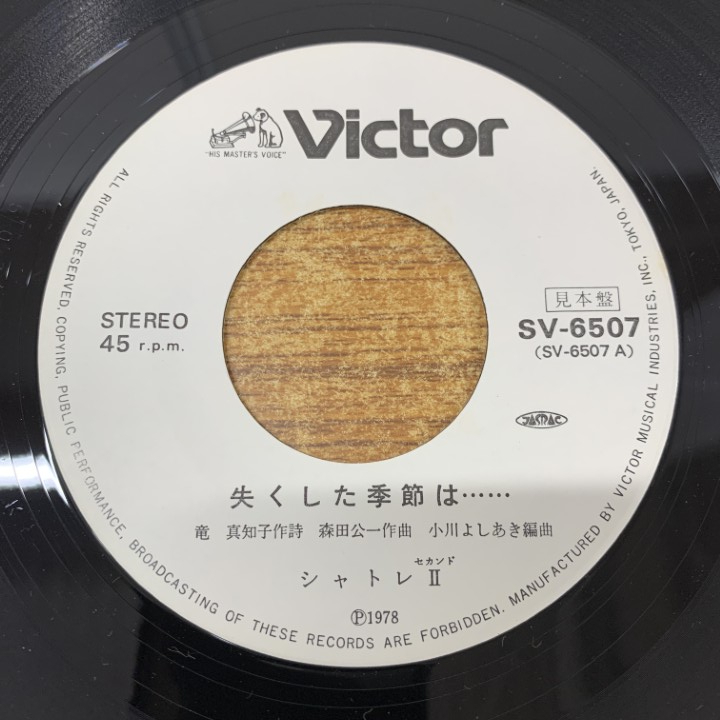 "HIS MASTER'S VOICE"
Victor
STEREO
45 r.p.m.
見本盤
SV-6507
(SV-6507 A)
JASRAC
失くした季節は……
竜 真知子作詩 森田公一作曲 小川よしあき編曲
セカンド
シャトレⅡ
Ⓟ1978
ALL RIGHTS RESERVED. COPYING, PUBLIC PERFORMANCE, BROADCASTING OF THESE RECORDS ARE FORBIDDEN. MANUFACTURED BY VICTOR MUSICAL INDUSTRIES, INC., TOKYO, JAPAN.